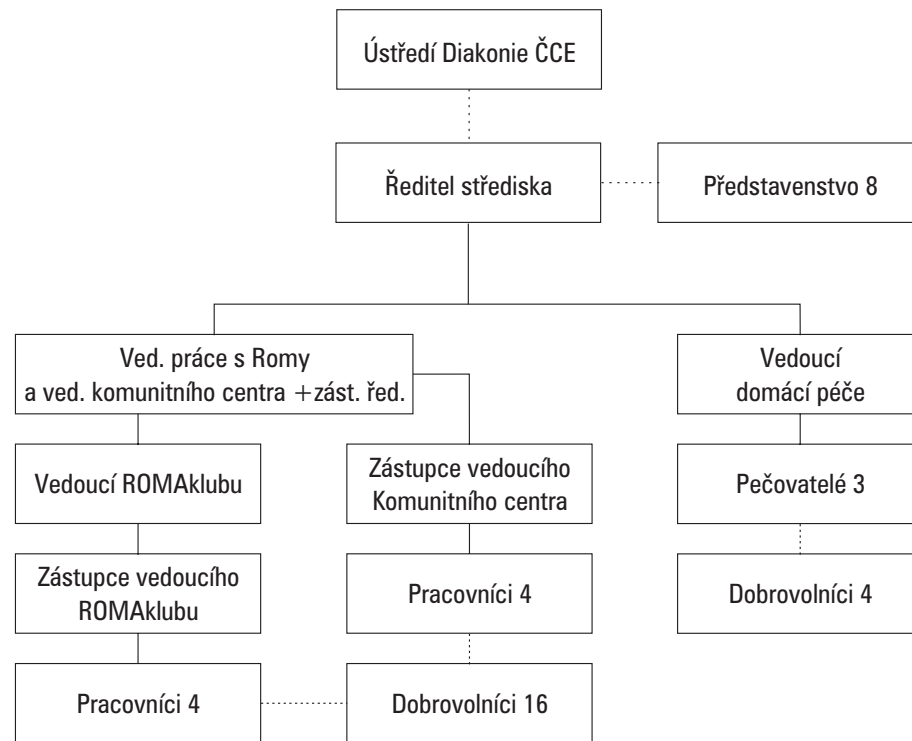 Ústředí Diakonie ČCE
Ředitel střediska
Představenstvo 8
Ved. práce s Romy
a ved. komunitního centra +zást. řed.
Vedoucí
domácí péče
Vedoucí ROMAklubu
Zástupce vedoucího
Komunitního centra
Pečovatelé 3
Zástupce vedoucího
ROMAklubu
Pracovníci 4
Dobrovolníci 4
Pracovníci 4
Dobrovolníci 16